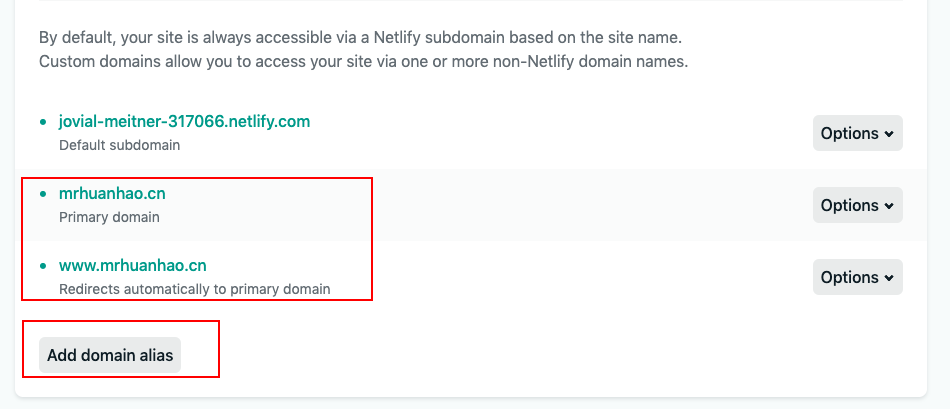 By default, your site is always accessible via a Netlify subdomain based on the site name.
Custom domains allow you to access your site via one or more non-Netlify domain names.
jovial-meitner-317066.netlify.com
Default subdomain
Options
mrhuanhao.cn
Primary domain
Options
www.mrhuanhao.cn
Redirects automatically to primary domain
Options
Add domain alias